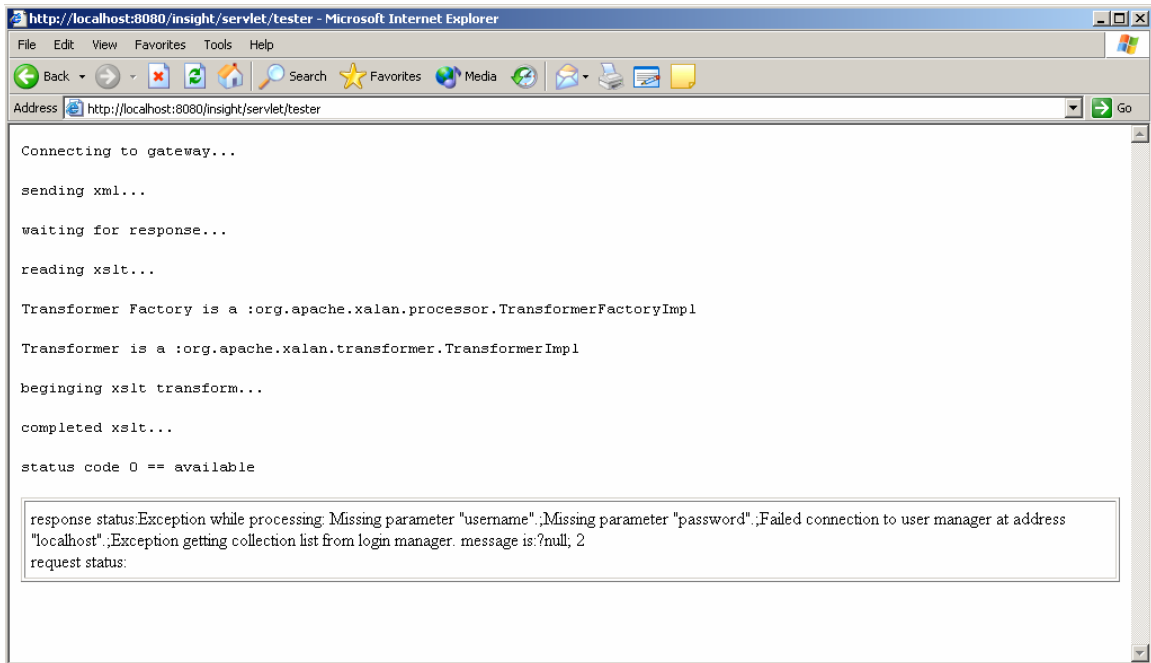 http://localhost:8080/insight/servlet/tester - Microsoft Internet Explorer
File Edit View Favorites Tools Help
Back Search Favorites Media
Address http://localhost:8080/insight/servlet/tester Go
Connecting to gateway...
sending xml...
waiting for response...
reading xslt...
Transformer Factory is a :org.apache.xalan.processor.TransformerFactoryImpl
Transformer is a :org.apache.xalan.transformer.TransformerImpl
beginging xslt transform...
completed xslt...
status code 0 == available
response status:Exception while processing: Missing parameter "username".;Missing parameter "password".;Failed connection to user manager at address
"localhost".;Exception getting collection list from login manager. message is:?null; 2
request status: